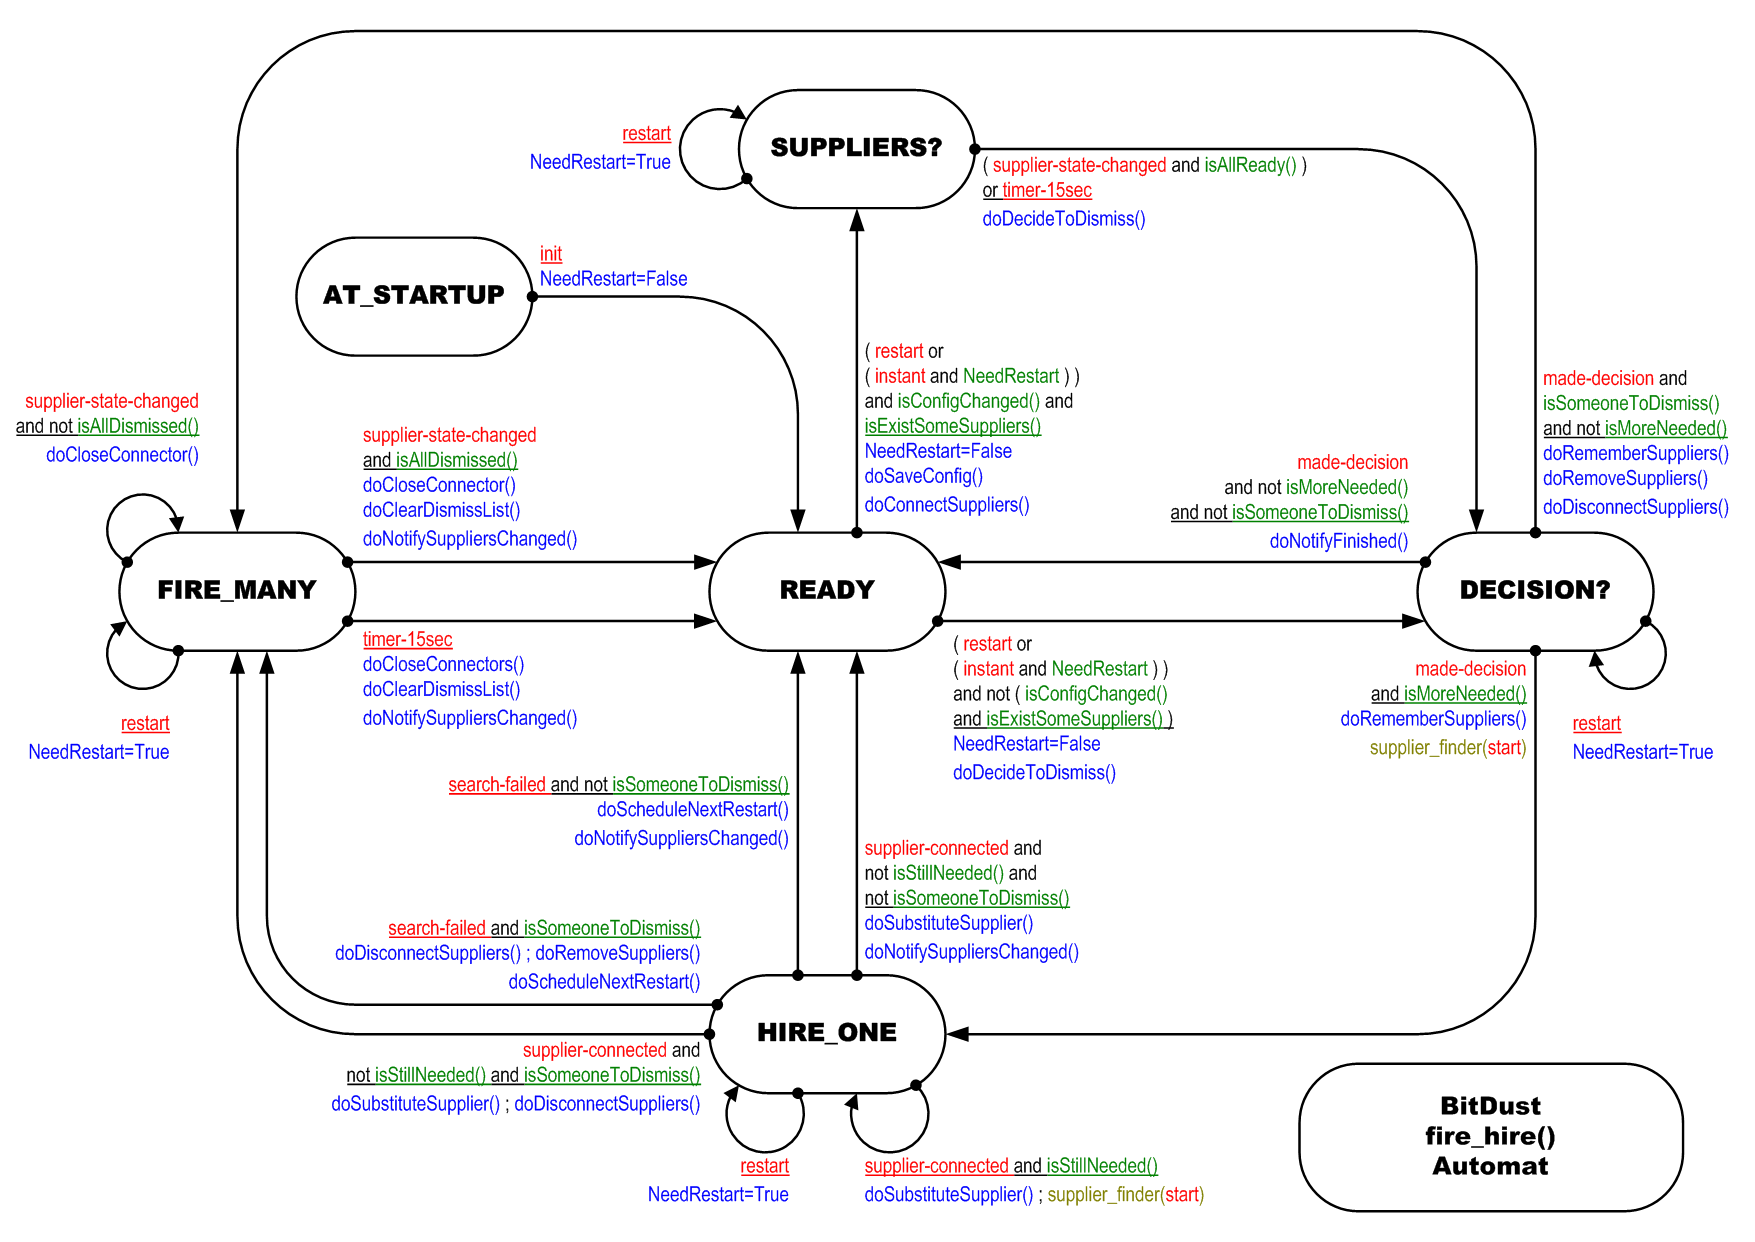 restart
NeedRestart=True
SUPPLIERS?
( supplier-state-changed and isAllReady() )
or timer-15sec
doDecideToDismiss()
AT_STARTUP
init
NeedRestart=False
( restart or
( instant and NeedRestart ) )
and isConfigChanged() and
isExistSomeSuppliers()
NeedRestart=False
doSaveConfig()
doConnectSuppliers()
made-decision and
isSomeoneToDismiss()
and not isMoreNeeded()
doRememberSuppliers()
doRemoveSuppliers()
doDisconnectSuppliers()
supplier-state-changed
and not isAllDismissed()
doCloseConnector()
supplier-state-changed
and isAllDismissed()
doCloseConnector()
doClearDismissList()
doNotifySuppliersChanged()
made-decision
and not isMoreNeeded()
and not isSomeoneToDismiss()
doNotifyFinished()
FIRE_MANY
READY
DECISION?
timer-15sec
doCloseConnectors()
doClearDismissList()
doNotifySuppliersChanged()
( restart or
( instant and NeedRestart ) )
and not ( isConfigChanged()
and isExistSomeSuppliers() )
NeedRestart=False
doDecideToDismiss()
made-decision
and isMoreNeeded()
doRememberSuppliers()
supplier_finder(start)
restart
NeedRestart=True
restart
NeedRestart=True
search-failed and not isSomeoneToDismiss()
doScheduleNextRestart()
doNotifySuppliersChanged()
supplier-connected and
not isStillNeeded() and
not isSomeoneToDismiss()
doSubstituteSupplier()
doNotifySuppliersChanged()
search-failed and isSomeoneToDismiss()
doDisconnectSuppliers() ; doRemoveSuppliers()
doScheduleNextRestart()
HIRE_ONE
supplier-connected and
not isStillNeeded() and isSomeoneToDismiss()
doSubstituteSupplier() ; doDisconnectSuppliers()
restart
NeedRestart=True
supplier-connected and isStillNeeded()
doSubstituteSupplier() ; supplier_finder(start)
BitDust
fire_hire()
Automat